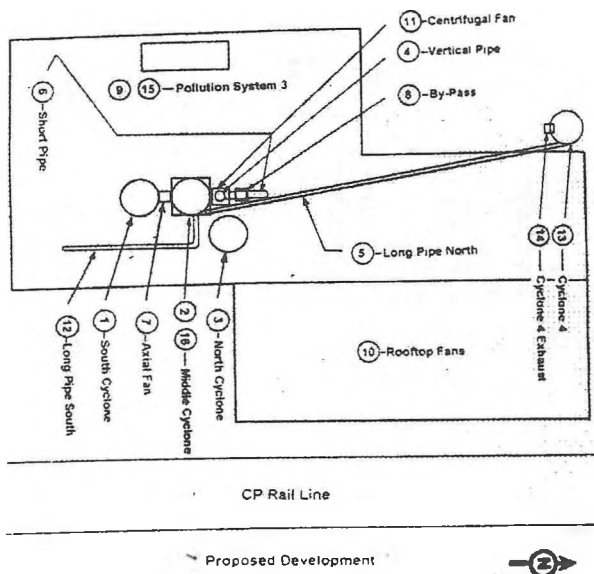 11 -Centrifugal Fan
4 -Vertical Pipe
8 -By-Pass
9 15 -Pollution System 3
6 -Short Pipe
5 -Long Pipe North
14 -Cyclone 4 Exhaust
13 -Cyclone 4
12 -Long Pipe South
1 -South Cyclone
7 -Axial Fan
2 16 -Middle Cyclone
3 -North Cyclone
10 -Rooftop Fans
CP Rail Line
Proposed Development
N